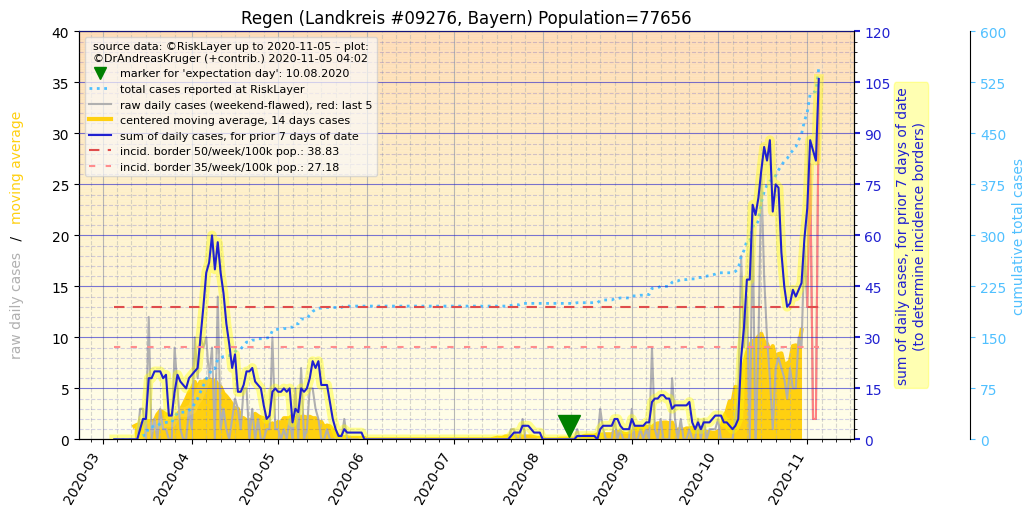 Regen (Landkreis #09276, Bayern) Population=77656
source data: ©RiskLayer up to 2020-11-05 – plot:
©DrAndreasKruger (+contrib.) 2020-11-05 04:02
marker for 'expectation day': 10.08.2020
total cases reported at RiskLayer
raw daily cases (weekend-flawed), red: last 5
centered moving average, 14 days cases
sum of daily cases, for prior 7 days of date
incid. border 50/week/100k pop.: 38.83
incid. border 35/week/100k pop.: 27.18
raw daily cases / moving average
40
35
30
25
20
15
10
5
0
120
105
90
75
60
45
30
15
0
sum of daily cases, for prior 7 days of date
(to determine incidence borders)
600
525
450
375
300
225
150
75
0
cumulative total cases
2020-03
2020-04
2020-05
2020-06
2020-07
2020-08
2020-09
2020-10
2020-11